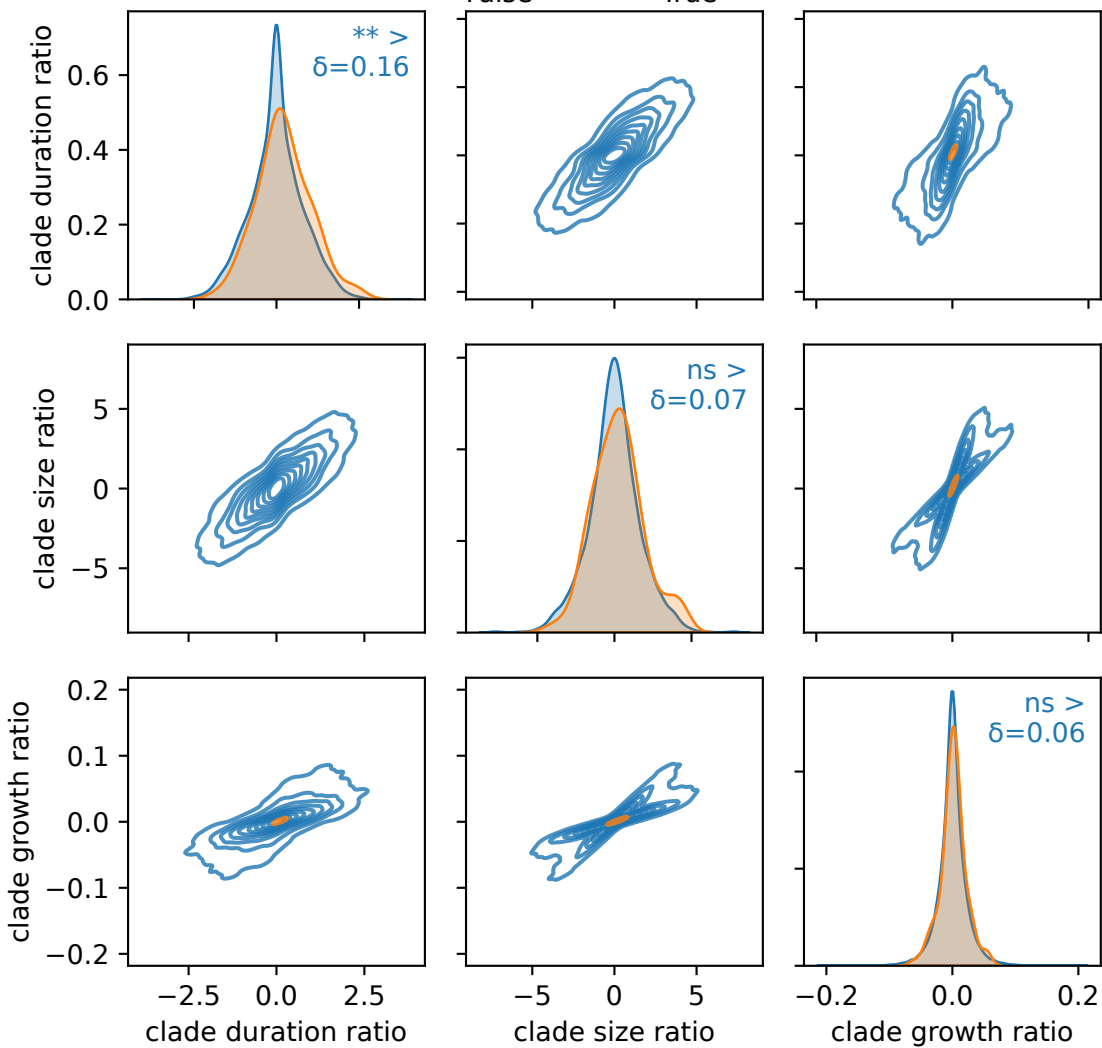 ** >
δ=0.16
clade duration ratio
0.6
0.4
0.2
0.0
ns >
δ=0.07
clade size ratio
5
0
−5
ns >
δ=0.06
clade growth ratio
0.2
0.1
0.0
−0.1
−0.2
−2.5 0.0 2.5
clade duration ratio
−5 0 5
clade size ratio
−0.2 0.0 0.2
clade growth ratio